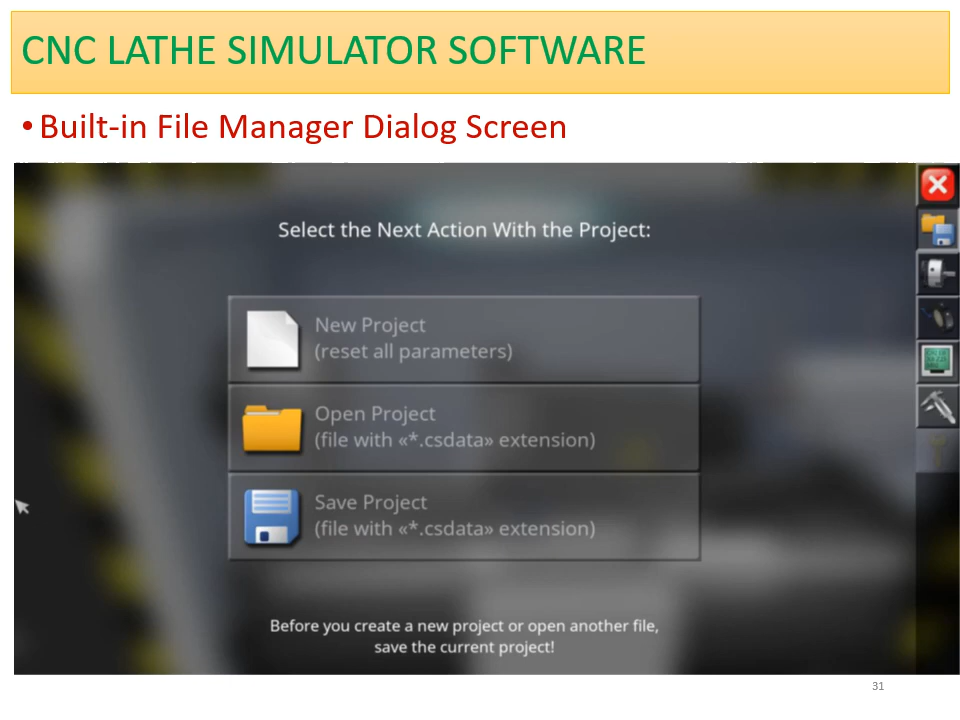 CNC LATHE SIMULATOR SOFTWARE
• Built-in File Manager Dialog Screen
Select the Next Action With the Project:
New Project
(reset all parameters)
Open Project
(file with «*.csdata» extension)
Save Project
(file with «*.csdata» extension)
Before you create a new project or open another file,
save the current project!
31